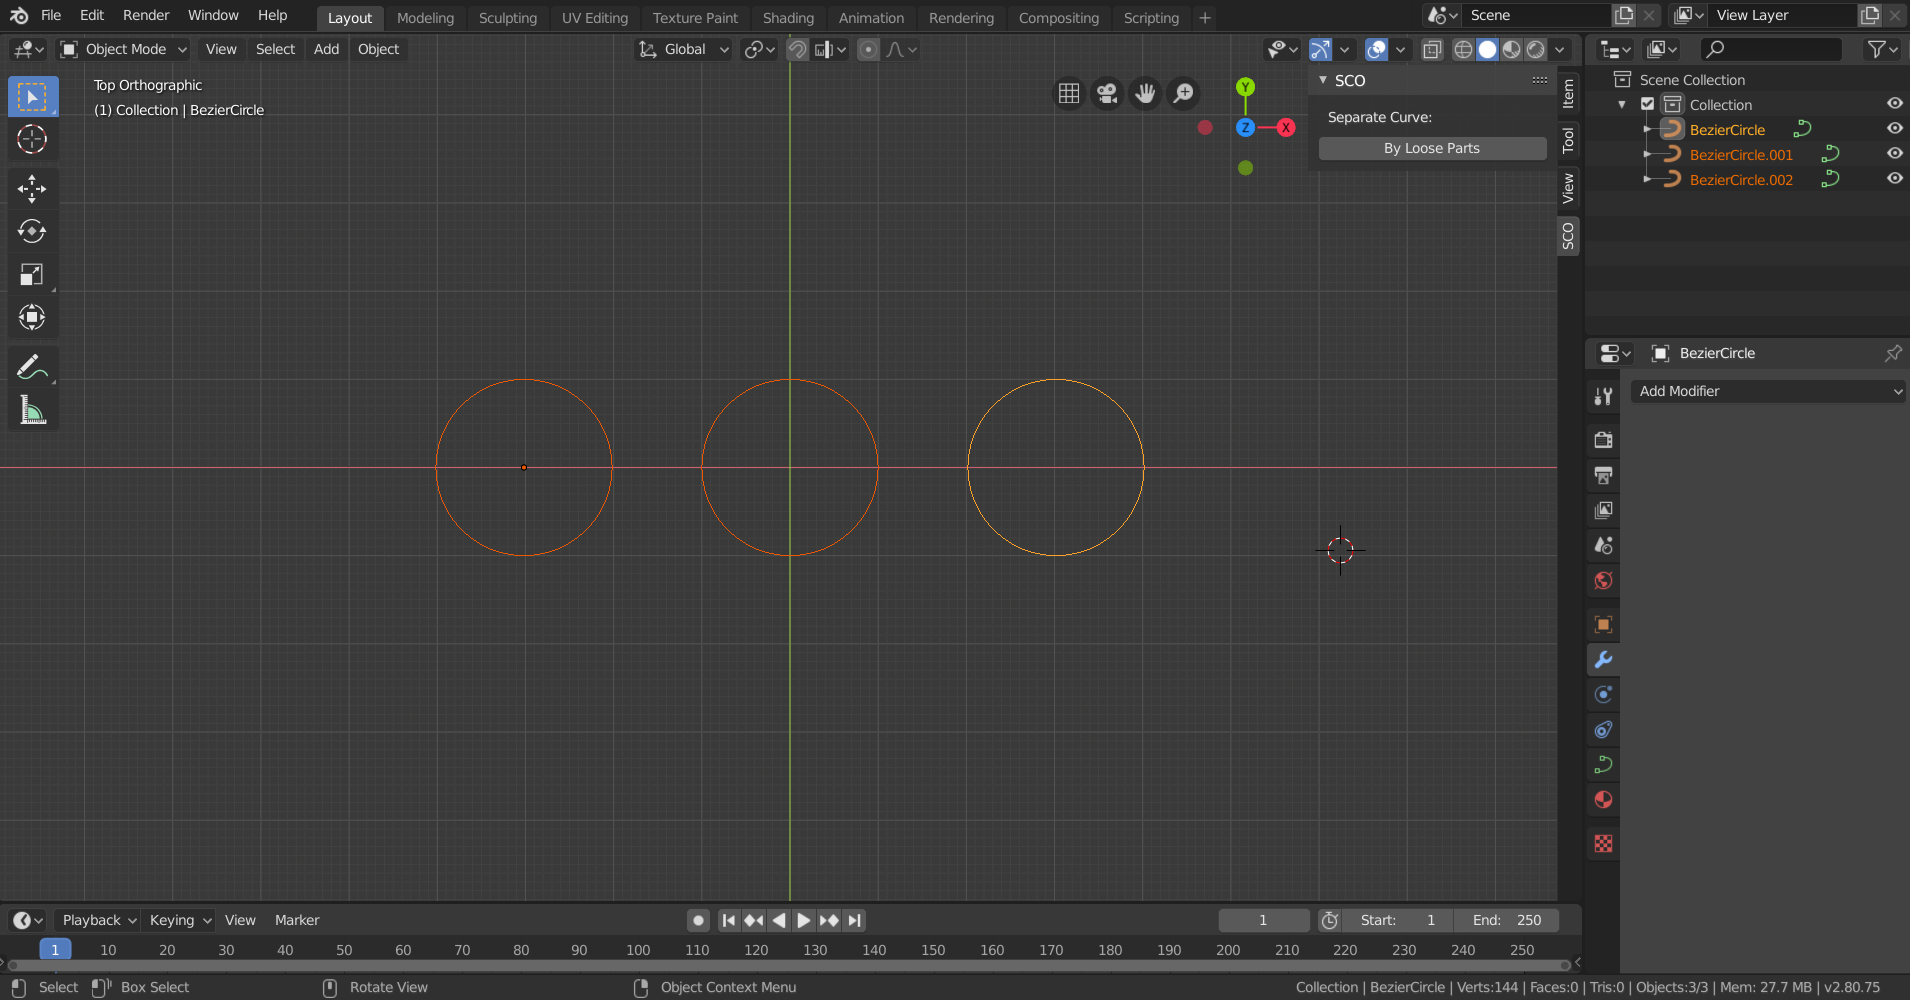 File Edit Render Window Help Layout Modeling Sculpting UV Editing Texture Paint Shading Animation Rendering Compositing Scripting + Scene View Layer
Object Mode View Select Add Object Global
Top Orthographic
(1) Collection | BezierCircle
Y
Z X
SCO
Separate Curve:
By Loose Parts
Item
Tool
View
SCO
Scene Collection
Collection
BezierCircle
BezierCircle.001
BezierCircle.002
BezierCircle
Add Modifier
Playback Keying View Marker 1 Start: 1 End: 250
1 10 20 30 40 50 60 70 80 90 100 110 120 130 140 150 160 170 180 190 200 210 220 230 240 250
Select Box Select Rotate View Object Context Menu Collection | BezierCircle | Verts:144 | Faces:0 | Tris:0 | Objects:3/3 | Mem: 27.7 MB | v2.80.75